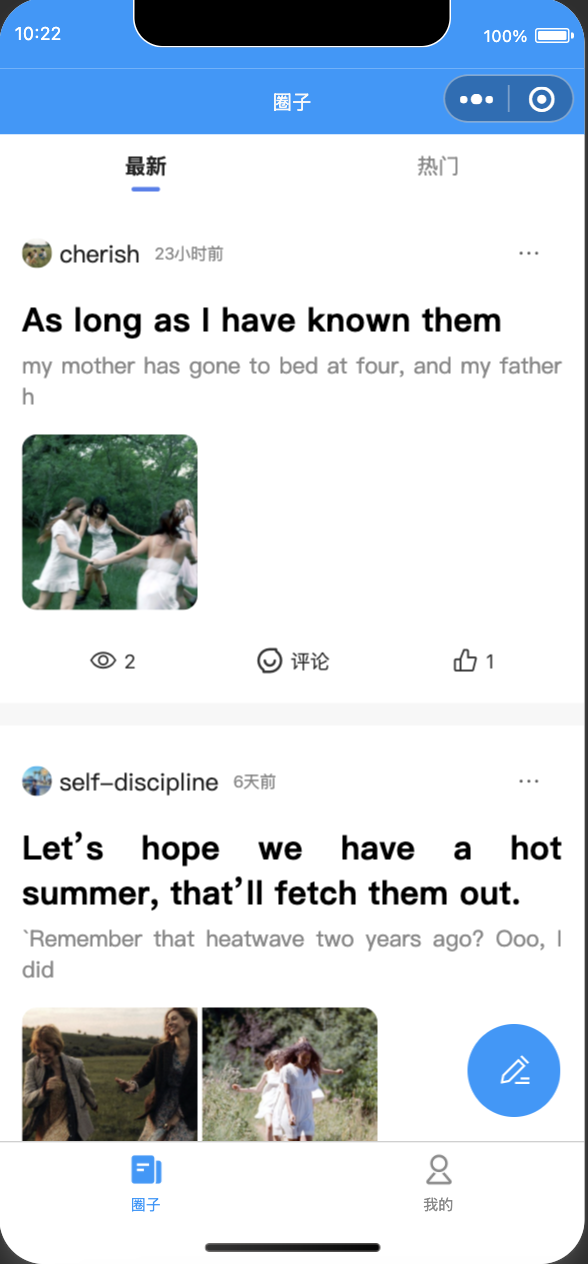 10:22
100%
圈子
最新
热门
cherish 23小时前
As long as I have known them
my mother has gone to bed at four, and my father
h
2
评论
1
self-discipline 6天前
Let’s hope we have a hot
summer, that’ll fetch them out.
`Remember that heatwave two years ago? Ooo, I
did
圈子
我的